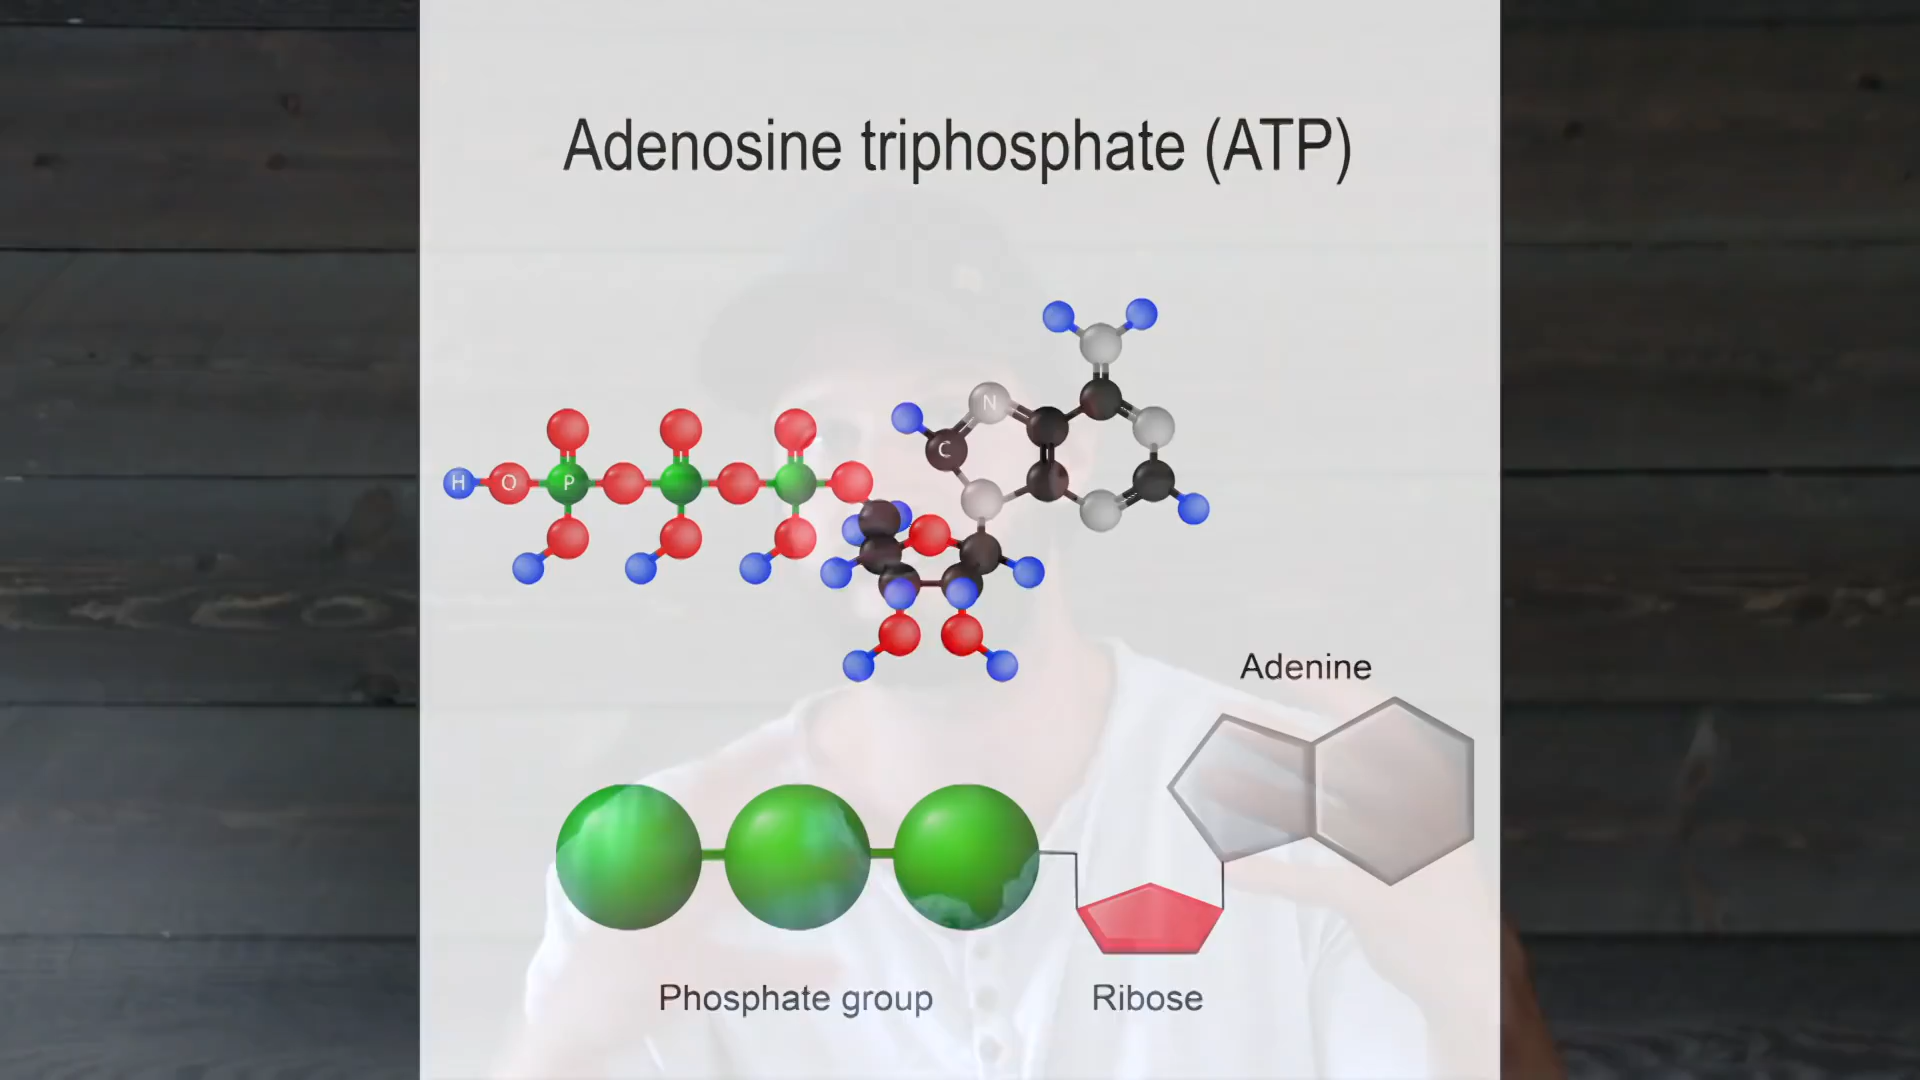 Adenosine triphosphate (ATP)
N
C
H O P
Adenine
Phosphate group Ribose